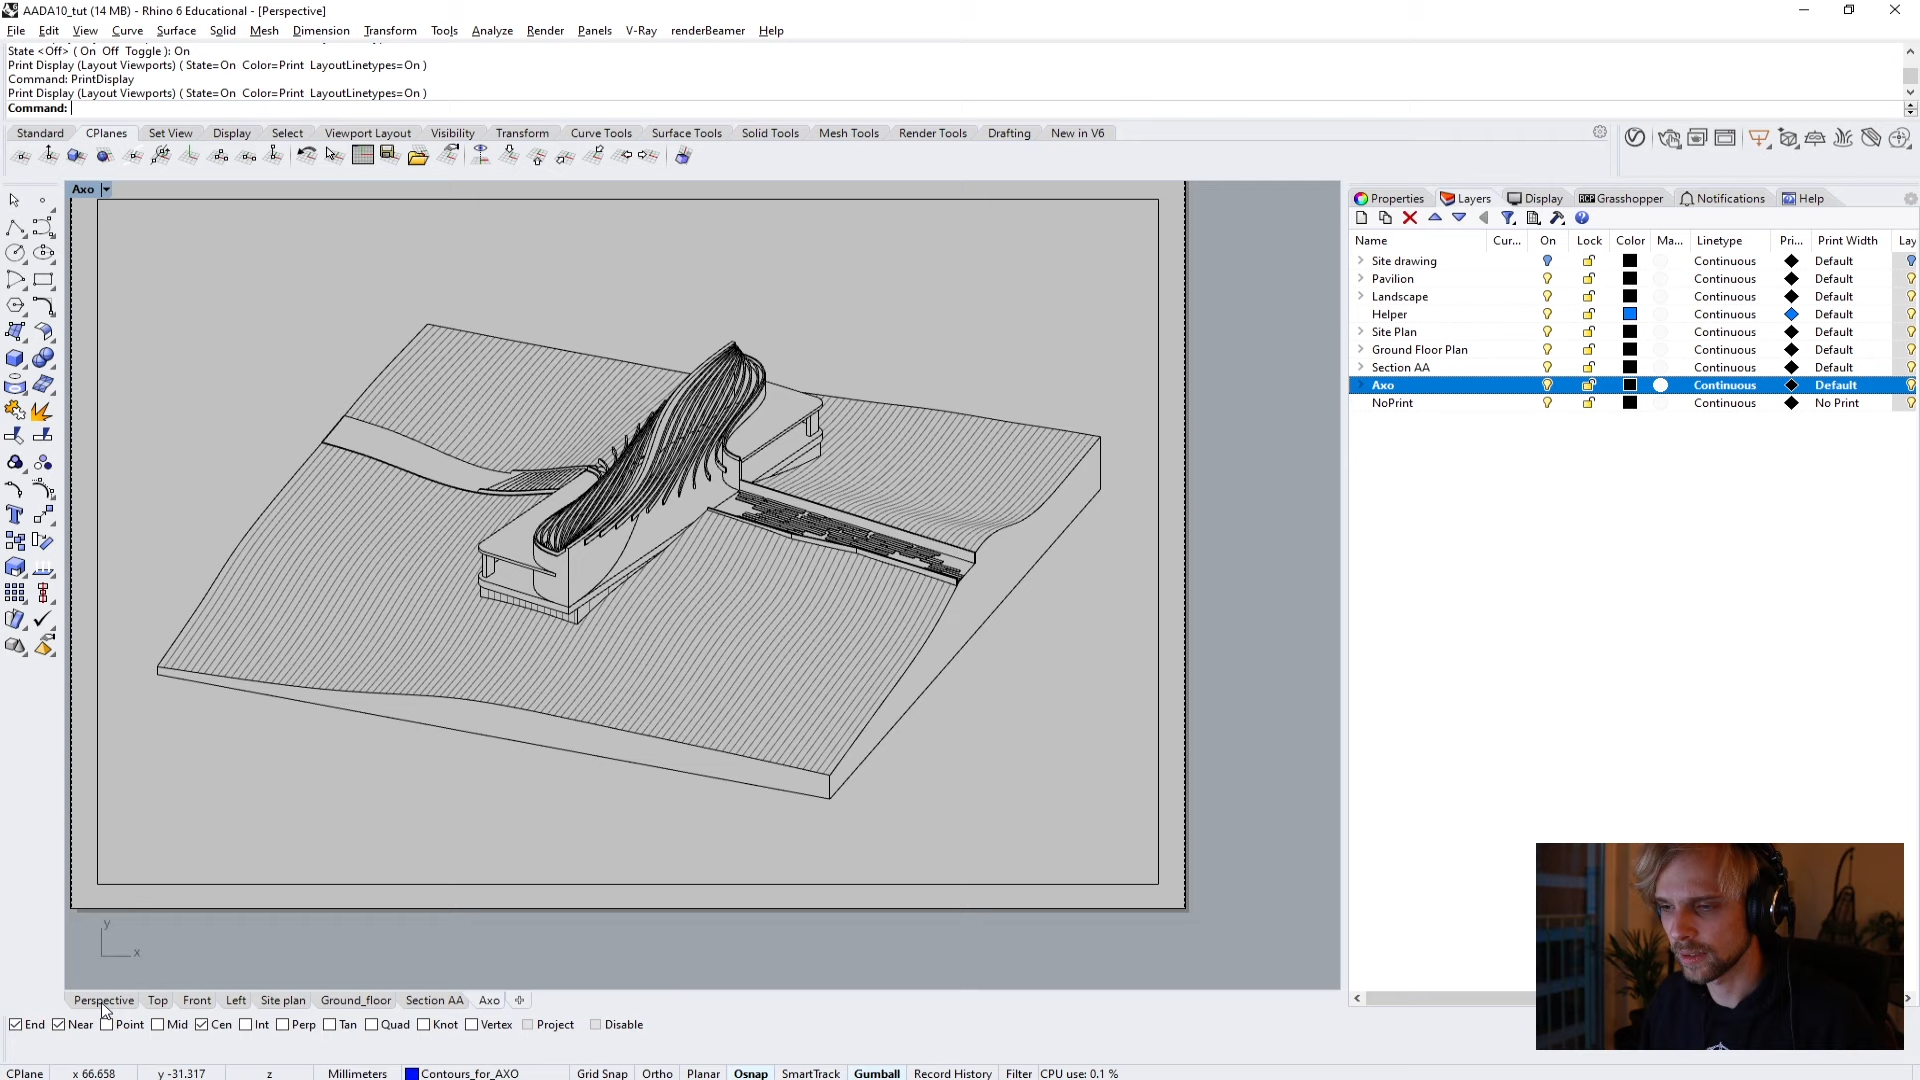 AADA10_tut (14 MB) - Rhino 6 Educational - [Perspective]
File Edit View Curve Surface Solid Mesh Dimension Transform Tools Analyze Render Panels V-Ray renderBeamer Help
State <Off> ( On Off Toggle ): On
Print Display (Layout Viewports) ( State=On Color=Print LayoutLinetypes=On )
Command: PrintDisplay
Print Display (Layout Viewports) ( State=On Color=Print LayoutLinetypes=On )
Command:
Standard CPlanes Set View Display Select Viewport Layout Visibility Transform Curve Tools Surface Tools Solid Tools Mesh Tools Render Tools Drafting New in V6
Axo
Properties Layers Display Grasshopper Notifications Help
Name Cur... On Lock Color Ma... Linetype Pri... Print Width Lay
Site drawing Continuous Default
Pavilion Continuous Default
Landscape Continuous Default
Helper Continuous Default
Site Plan Continuous Default
Ground Floor Plan Continuous Default
Section AA Continuous Default
Axo Continuous Default
NoPrint Continuous No Print
y
x
Perspective Top Front Left Site plan Ground_floor Section AA Axo
End Near Point Mid Cen Int Perp Tan Quad Knot Vertex Project Disable
CPlane x 66.658 y -31.317 z Millimeters Contours_for_AXO Grid Snap Ortho Planar Osnap SmartTrack Gumball Record History Filter CPU use: 0.1 %